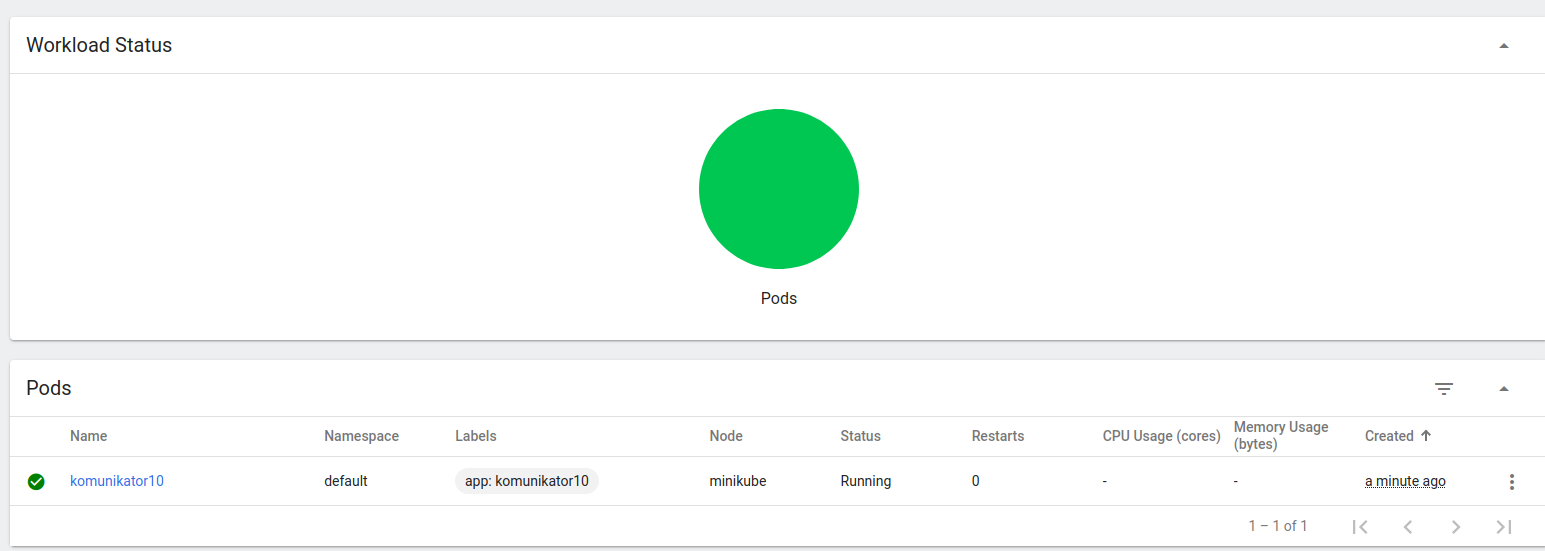 Workload Status
Pods
Pods
Name Namespace Labels Node Status Restarts CPU Usage (cores) Memory Usage (bytes) Created
komunikator10 default app: komunikator10 minikube Running 0 - - a minute ago
1 – 1 of 1